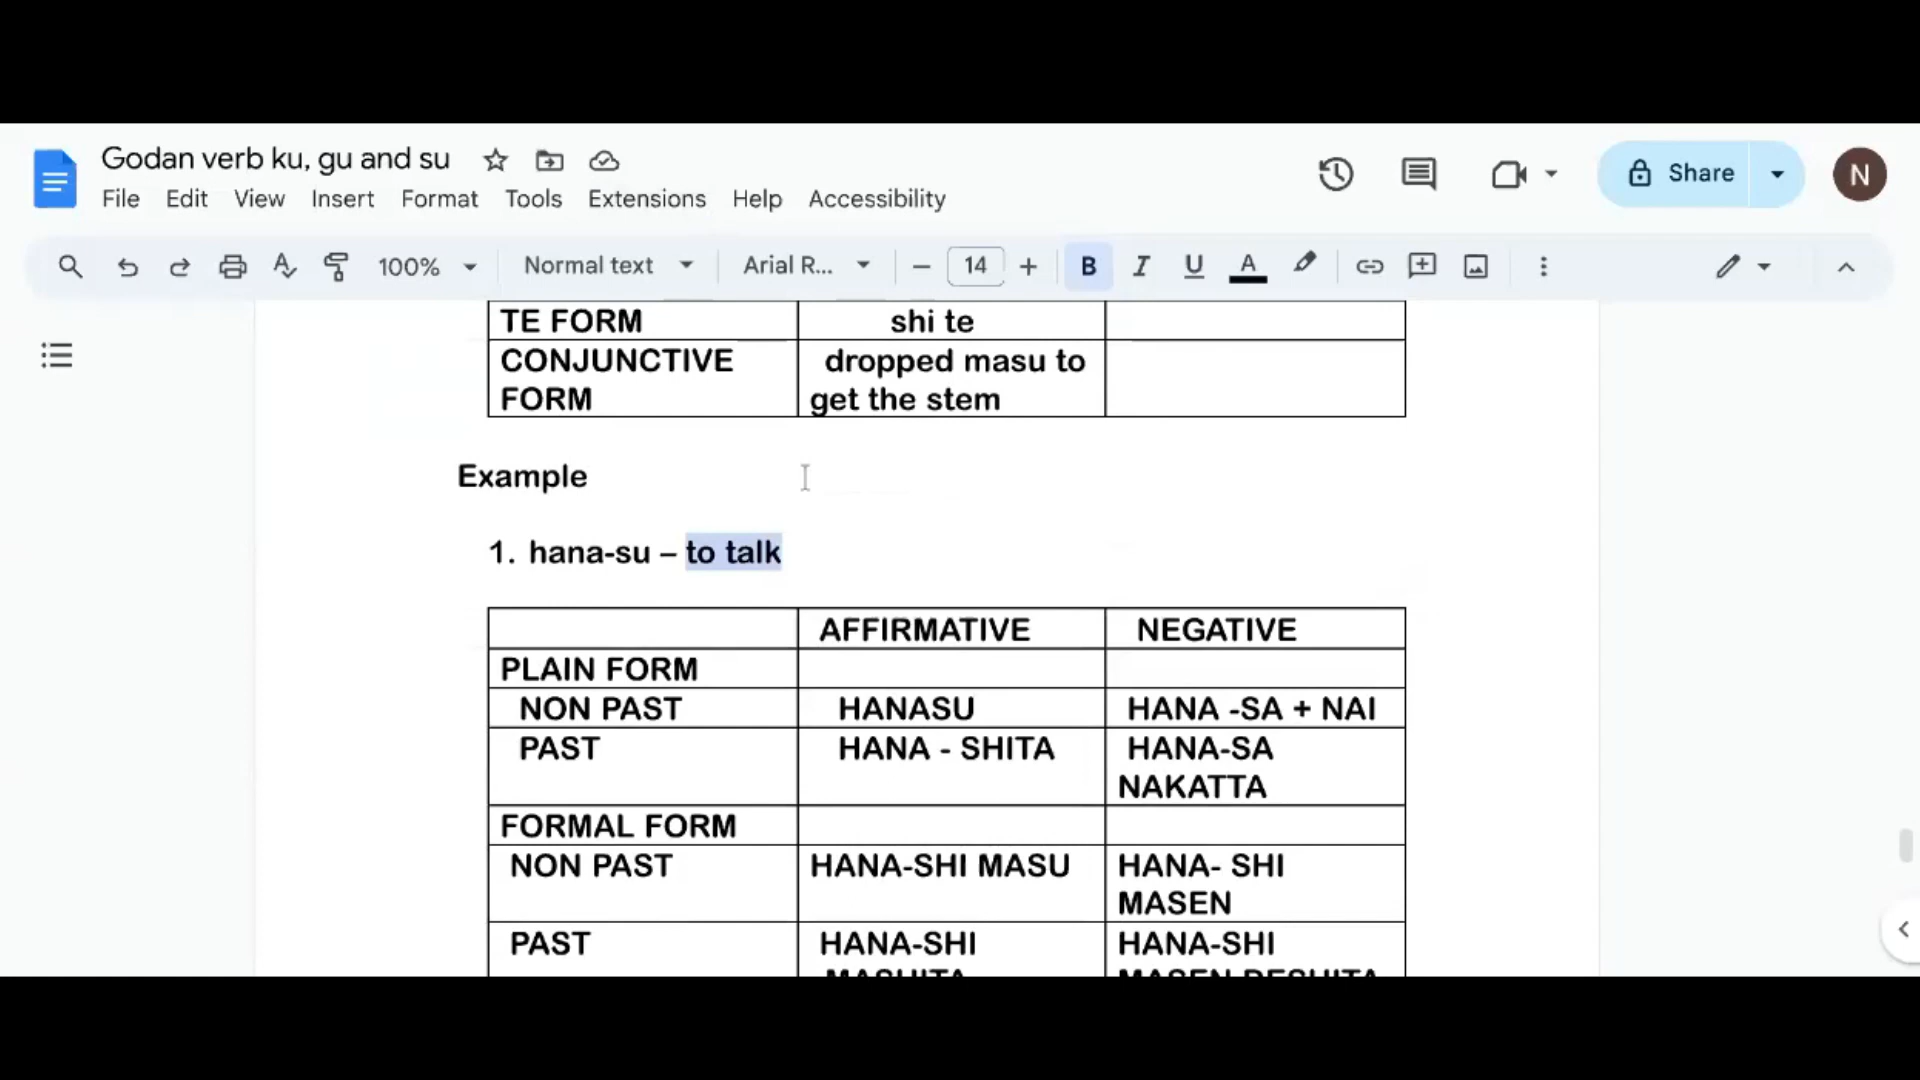 Godan verb ku, gu and su
File Edit View Insert Format Tools Extensions Help Accessibility
Share
N
100% Normal text Arial R... 14 B I U A
TE FORM shi te
CONJUNCTIVE FORM dropped masu to get the stem
Example
1. hana-su – to talk
AFFIRMATIVE NEGATIVE
PLAIN FORM
NON PAST HANASU HANA -SA + NAI
PAST HANA - SHITA HANA-SA
NAKATTA
FORMAL FORM
NON PAST HANA-SHI MASU HANA- SHI
MASEN
PAST HANA-SHI HANA-SHI
MASHITA MASEN DESHITA